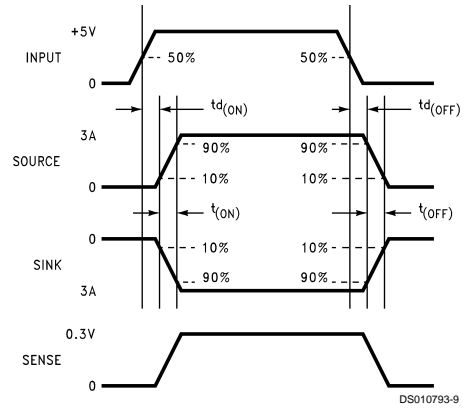 +5V
INPUT
50%
50%
0
td(ON)
td(OFF)
3A
90%
90%
SOURCE
10%
10%
0
t(ON)
t(OFF)
0
10%
10%
SINK
90%
90%
3A
0.3V
SENSE
0
DS010793-9